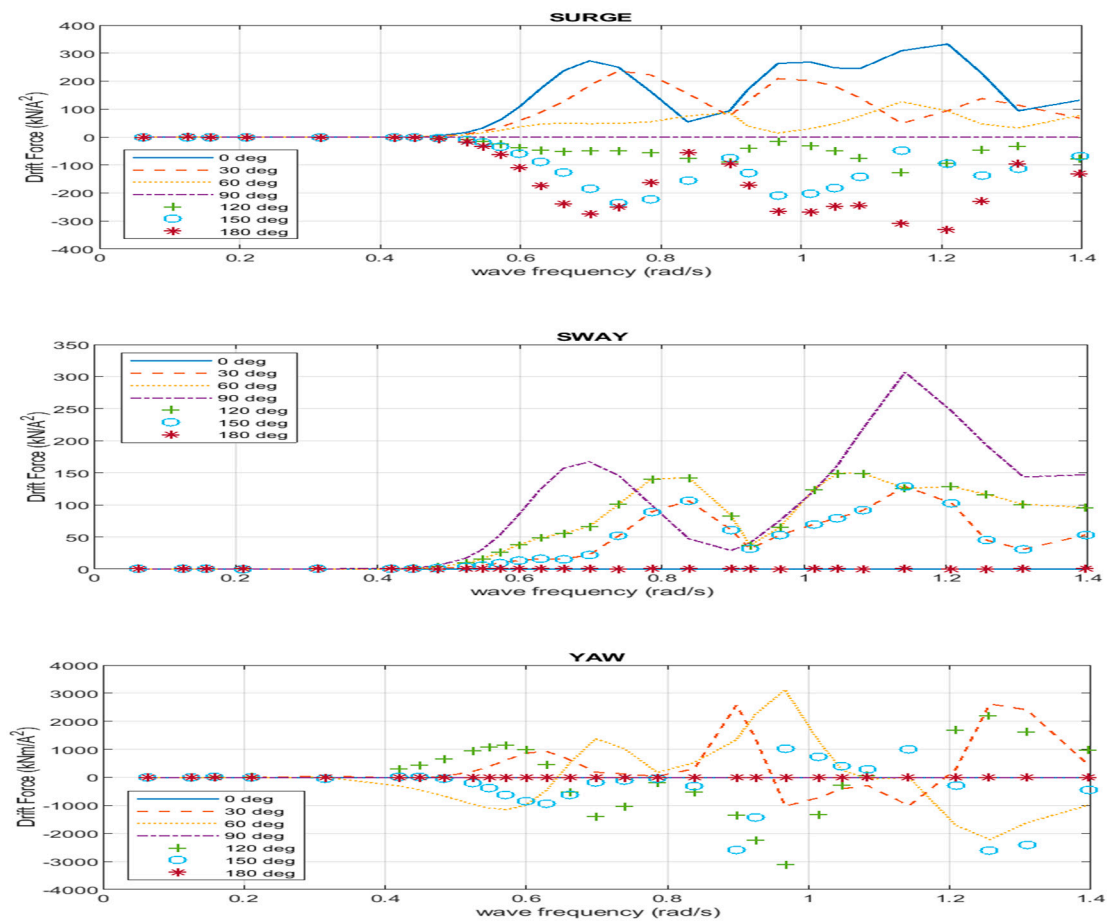 SURGE
400
300
200
100
0
-100
-200
-300
-400
Drift Force (kN/A²)
0 deg
30 deg
60 deg
90 deg
120 deg
150 deg
180 deg
0 0.2 0.4 0.6 0.8 1 1.2 1.4
wave frequency (rad/s)
SWAY
350
300
250
200
150
100
50
0
Drift Force (kN/A²)
0 deg
30 deg
60 deg
90 deg
120 deg
150 deg
180 deg
0 0.2 0.4 0.6 0.8 1 1.2 1.4
wave frequency (rad/s)
YAW
4000
3000
2000
1000
0
-1000
-2000
-3000
-4000
Drift Force (kNm/A²)
0 deg
30 deg
60 deg
90 deg
120 deg
150 deg
180 deg
0 0.2 0.4 0.6 0.8 1 1.2 1.4
wave frequency (rad/s)